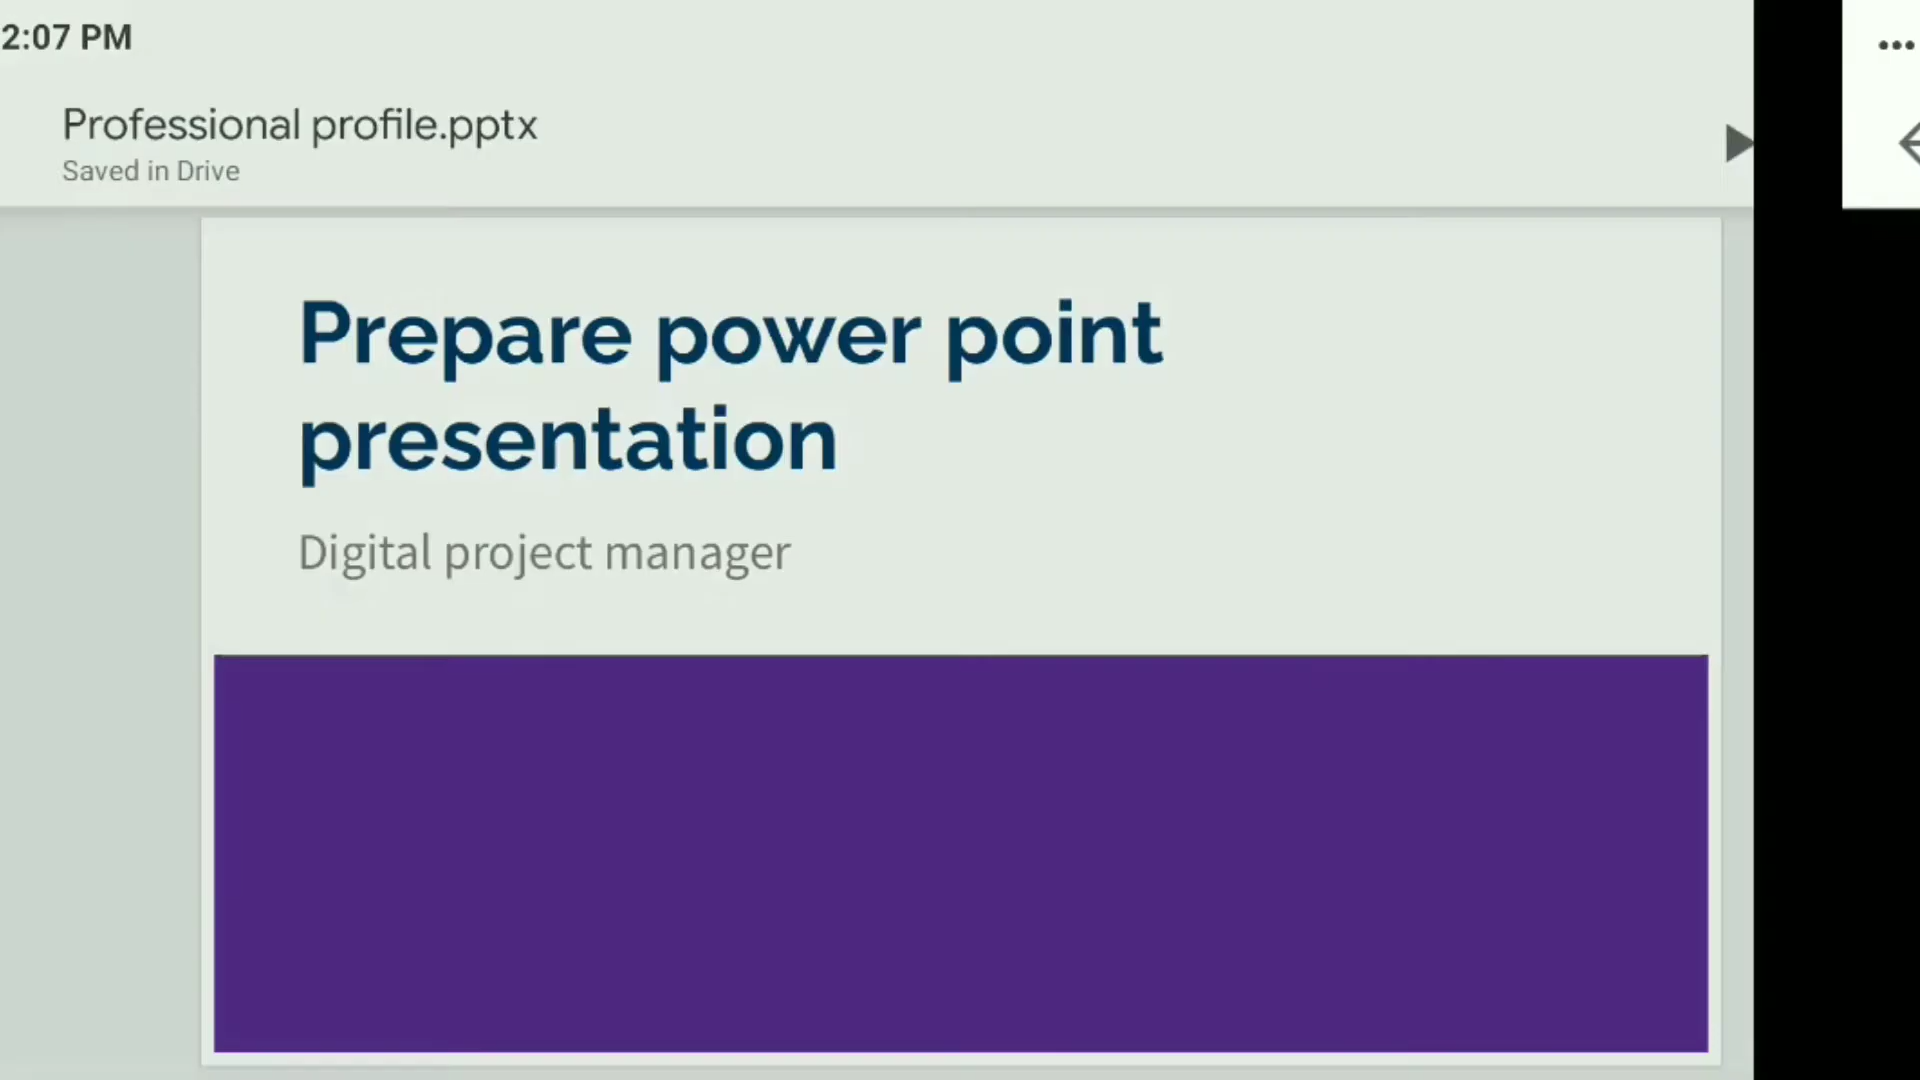 2:07 PM
Professional profile.pptx
Saved in Drive
Prepare power point
presentation
Digital project manager